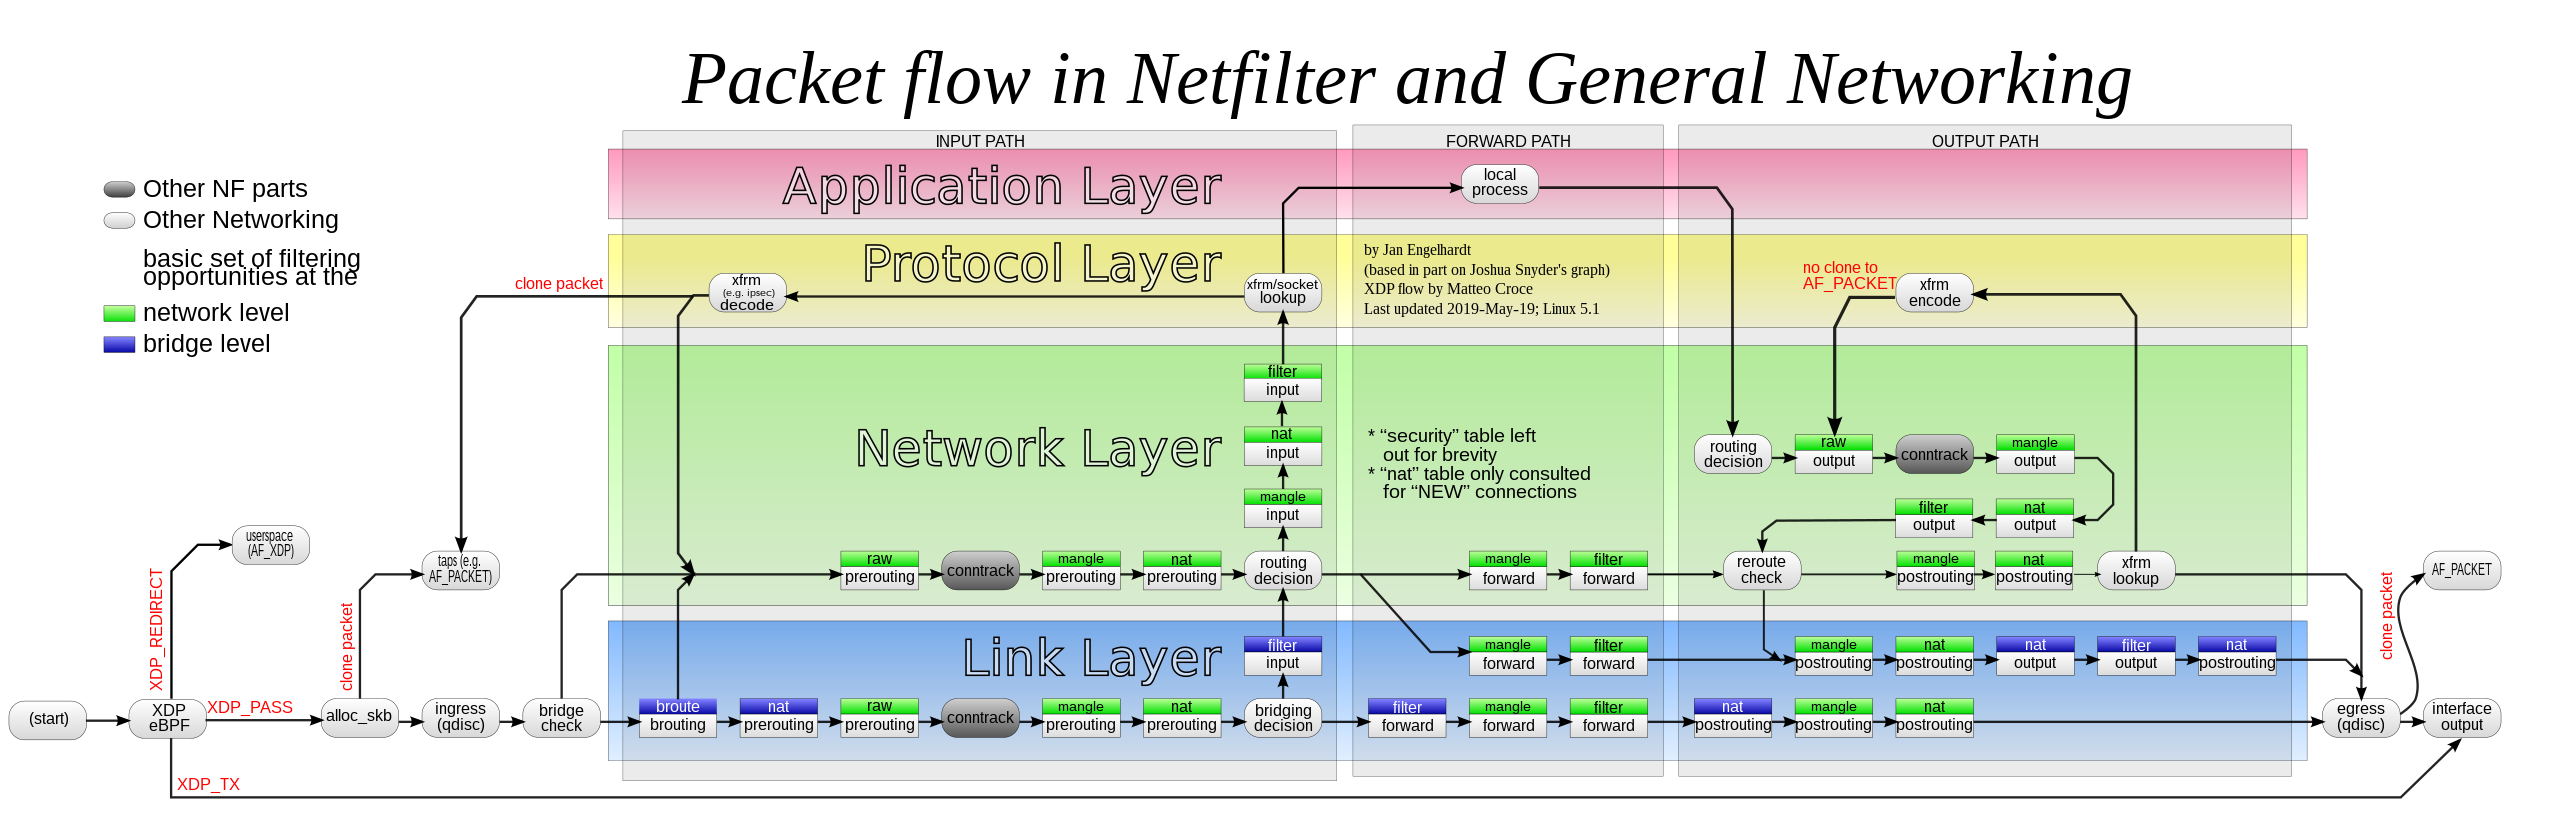 Packet flow in Netfilter and General Networking
INPUT PATH
FORWARD PATH
OUTPUT PATH
Other NF parts
Other Networking
basic set of filtering
opportunities at the
network level
bridge level
Application Layer
local
process
Protocol Layer
clone packet
xfrm
(e.g. ipsec)
decode
xfrm/socket
lookup
by Jan Engelhardt
(based in part on Joshua Snyder's graph)
XDP flow by Matteo Croce
Last updated 2019-May-19; Linux 5.1
no clone to
AF_PACKET
xfrm
encode
Network Layer
filter
input
nat
input
mangle
input
* “security” table left
out for brevity
* “nat” table only consulted
for “NEW” connections
routing
decision
raw
output
conntrack
mangle
output
filter
output
nat
output
userspace
(AF_XDP)
taps (e.g.
AF_PACKET)
raw
prerouting
conntrack
mangle
prerouting
nat
prerouting
routing
decision
mangle
forward
filter
forward
reroute
check
mangle
postrouting
nat
postrouting
xfrm
lookup
AF_PACKET
XDP_REDIRECT
clone packet
clone packet
Link Layer
filter
input
mangle
forward
filter
forward
mangle
postrouting
nat
postrouting
nat
output
filter
output
nat
postrouting
(start)
XDP
eBPF
XDP_PASS
alloc_skb
ingress
(qdisc)
bridge
check
broute
brouting
nat
prerouting
raw
prerouting
conntrack
mangle
prerouting
nat
prerouting
bridging
decision
filter
forward
mangle
forward
filter
forward
nat
postrouting
mangle
postrouting
nat
postrouting
egress
(qdisc)
interface
output
XDP_TX